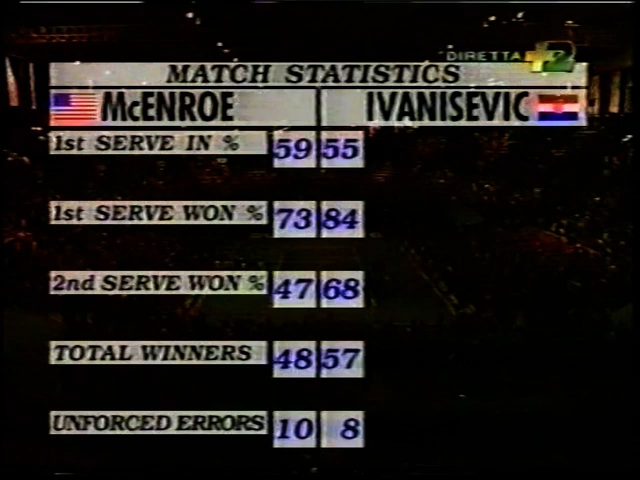 DIRETTA +2
MATCH STATISTICS
McENROE IVANISEVIC
1st SERVE IN % 59 55
1st SERVE WON % 73 84
2nd SERVE WON % 47 68
TOTAL WINNERS 48 57
UNFORCED ERRORS 10 8